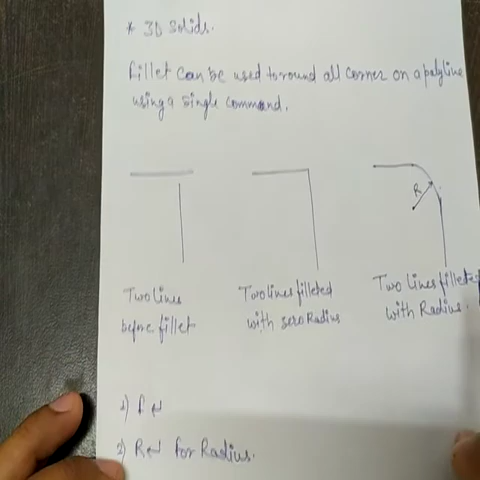 * 3D Solids.
Fillet can be used to round all corner on a polyline
using a single command.
R
Two lines
before fillet
Two lines filleted
with zero Radius
Two lines fillete
with Radius.
1) F ↵
2) R↵ for Radius.